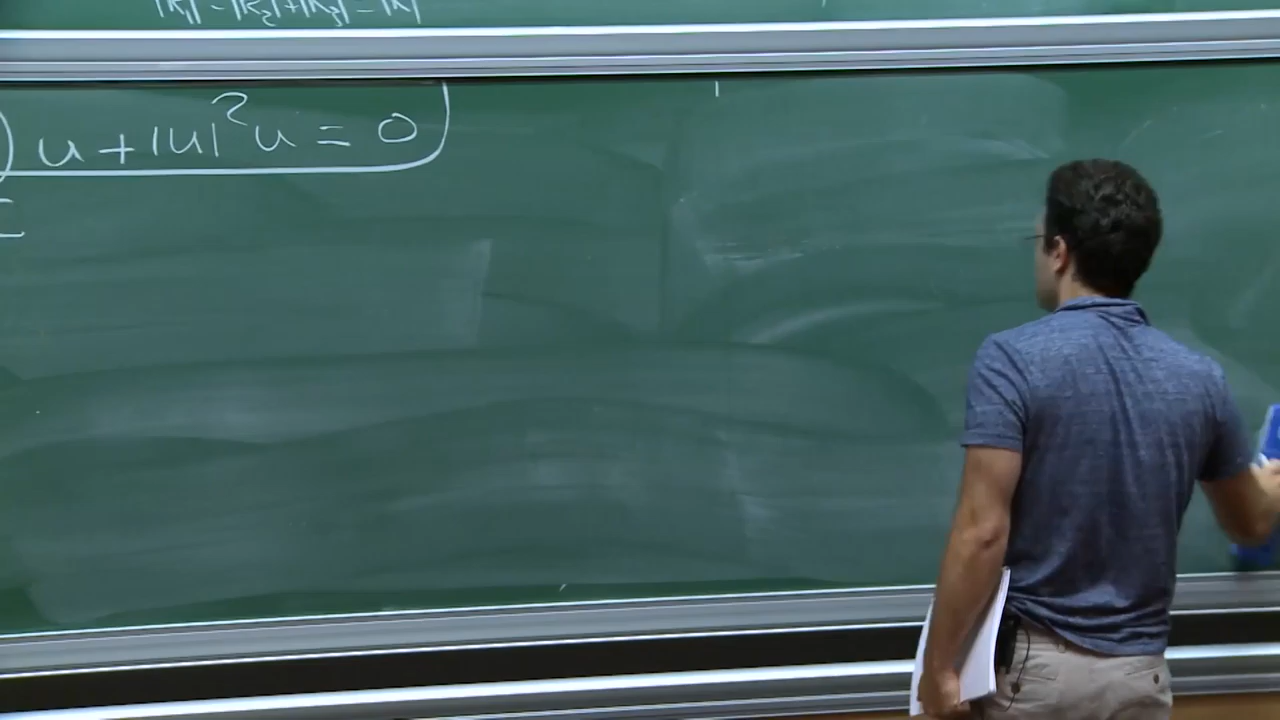 |k₁| - |k₂| + |k₃| = |k|
) u + |u|² u = 0
=